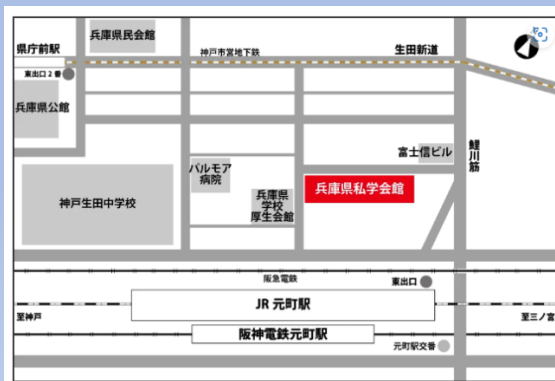 兵庫県民会館
県庁前駅
神戸市営地下鉄
生田新道
東出口2番
兵庫県公館
鯉川筋
富士信ビル
パルモア
病院
兵庫県私学会館
兵庫県
学校
厚生会館
神戸生田中学校
阪急電鉄
東出口
JR 元町駅
至神戸
至三ノ宮
阪神電鉄元町駅
元町駅交番